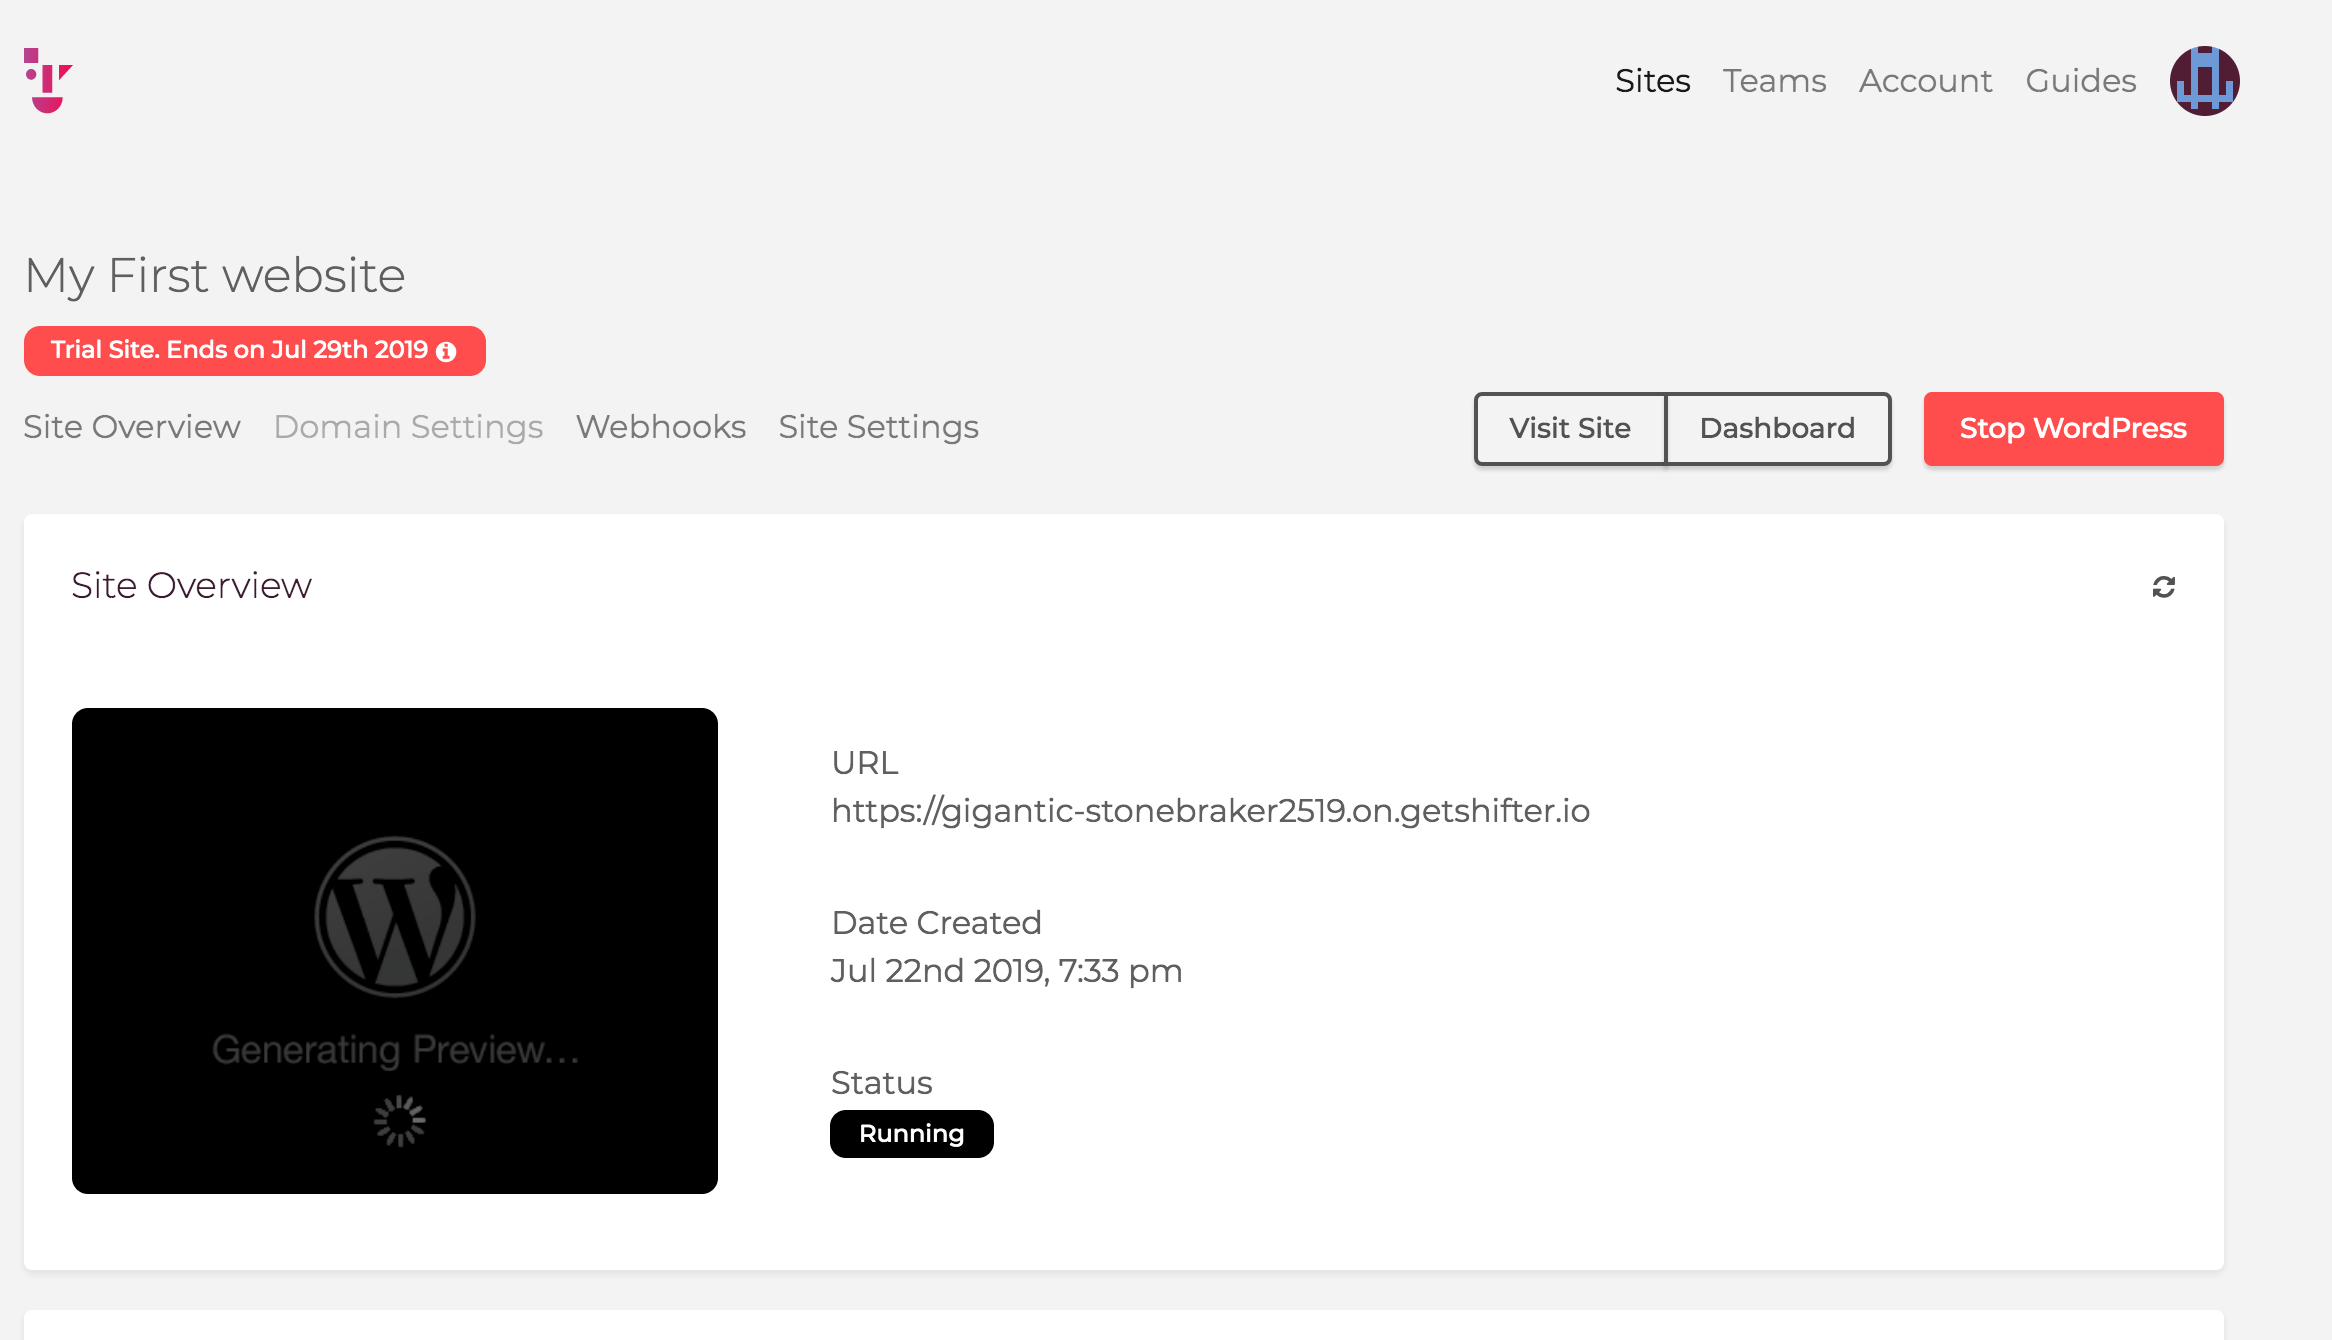 Sites Teams Account Guides
My First website
Trial Site. Ends on Jul 29th 2019
Site Overview Domain Settings Webhooks Site Settings
Visit Site Dashboard Stop WordPress
Site Overview
URL
https://gigantic-stonebraker2519.on.getshifter.io
Date Created
Jul 22nd 2019, 7:33 pm
Generating Preview...
Status
Running